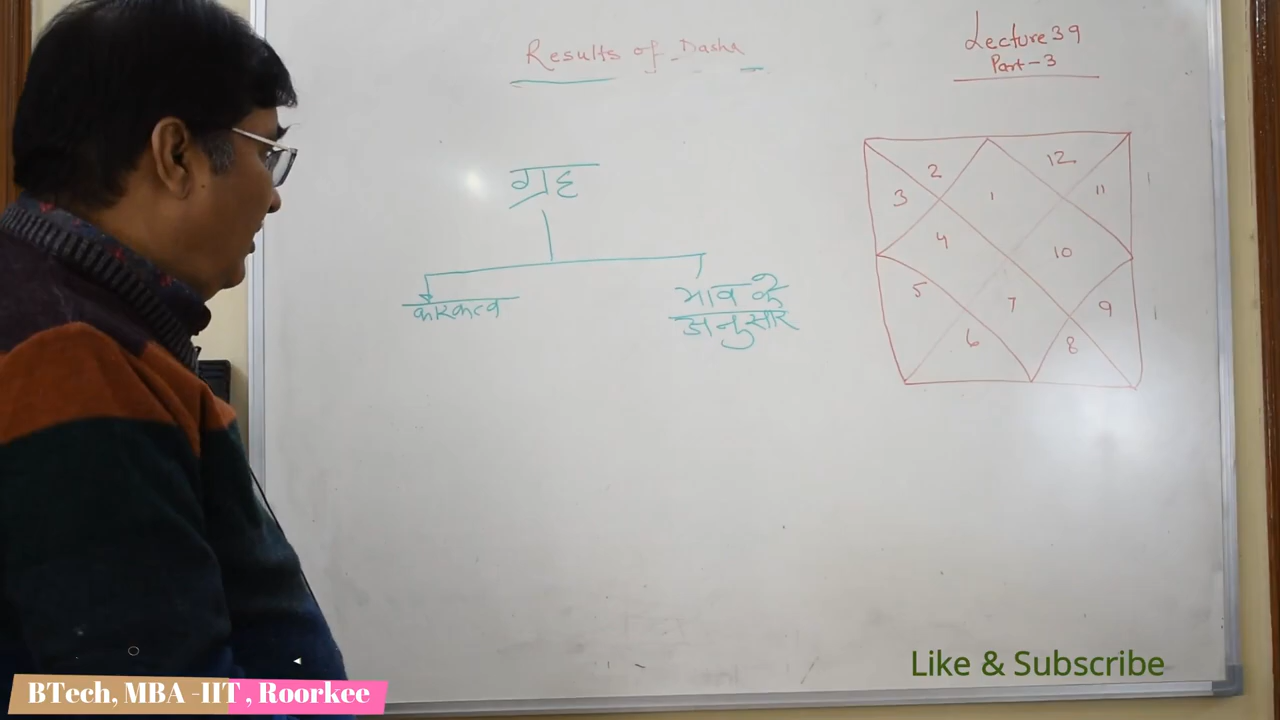 Results of Dasha
Lecture 39
Part-3
ग्रह
कारकत्व
भाव के
अनुसार
2
12
3
1
11
4
10
5
7
9
6
8
Like & Subscribe
BTech, MBA -IIT , Roorkee